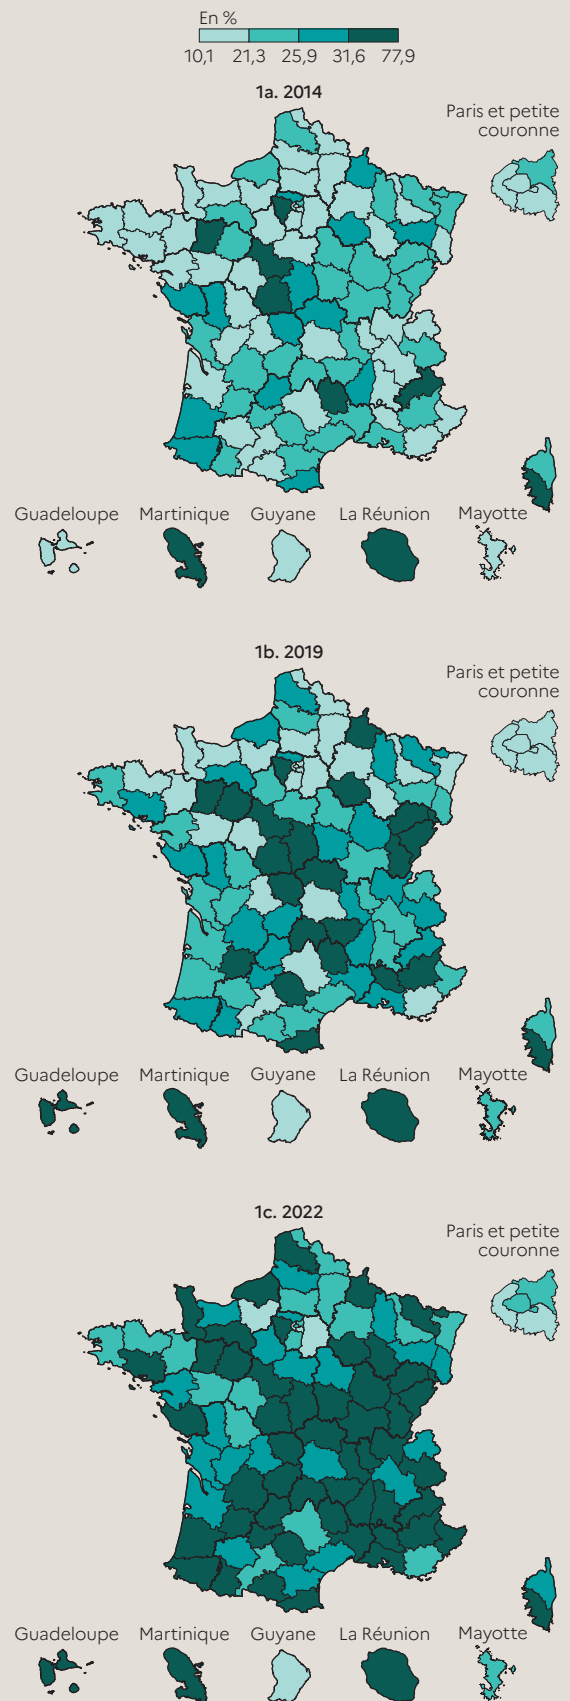 En %
10,1 21,3 25,9 31,6 77,9
1a. 2014
Paris et petite
couronne
Guadeloupe Martinique Guyane La Réunion Mayotte
1b. 2019
Paris et petite
couronne
Guadeloupe Martinique Guyane La Réunion Mayotte
1c. 2022
Paris et petite
couronne
Guadeloupe Martinique Guyane La Réunion Mayotte